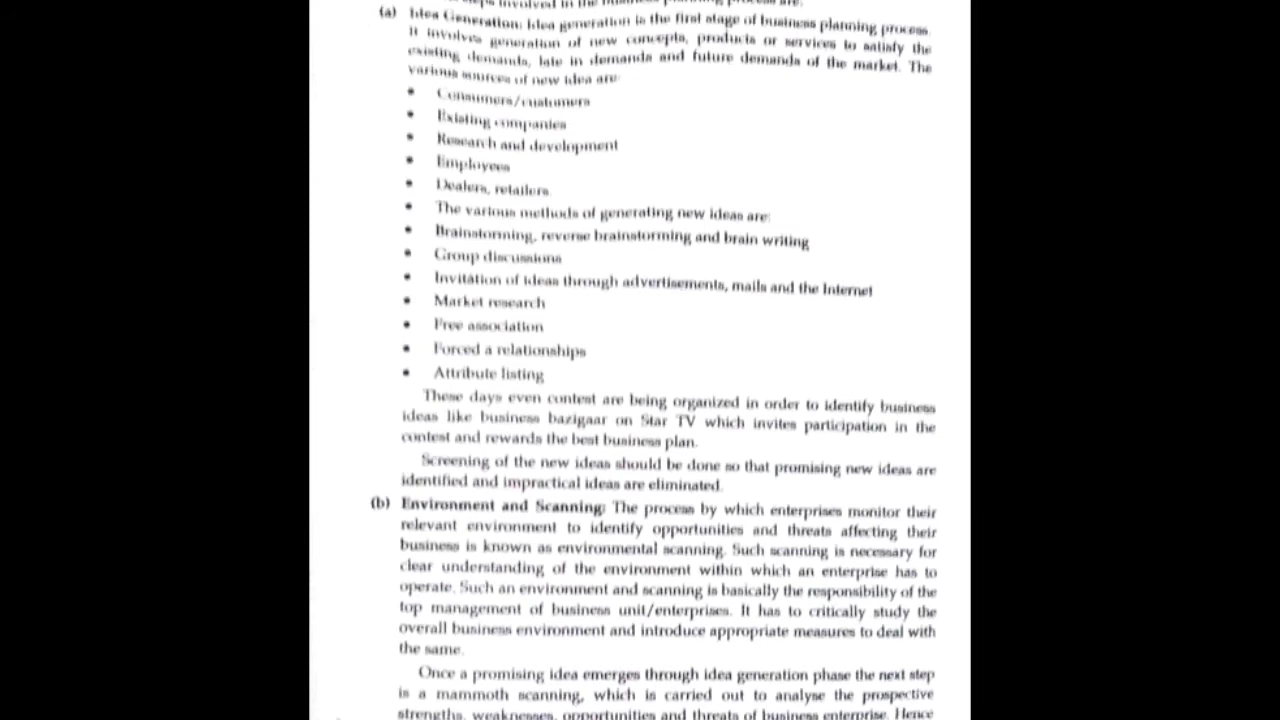 steps involved in the business planning process are:
(a) Idea Generation: Idea generation is the first stage of business planning process.
It involves generation of new concepts, products or services to satisfy the
existing demands, late in demands and future demands of the market. The
various sources of new idea are:
• Consumers/customers
• Existing companies
• Research and development
• Employees
• Dealers, retailers.
• The various methods of generating new ideas are:
• Brainstorming, reverse brainstorming and brain writing
• Group discussions
• Invitation of ideas through advertisements, mails and the Internet
• Market research
• Free association
• Forced a relationships
• Attribute listing
These days even contest are being organized in order to identify business
ideas like business bazigaar on Star TV which invites participation in the
contest and rewards the best business plan.
Screening of the new ideas should be done so that promising new ideas are
identified and impractical ideas are eliminated.
(b) Environment and Scanning: The process by which enterprises monitor their
relevant environment to identify opportunities and threats affecting their
business is known as environmental scanning. Such scanning is necessary for
clear understanding of the environment within which an enterprise has to
operate. Such an environment and scanning is basically the responsibility of the
top management of business unit/enterprises. It has to critically study the
overall business environment and introduce appropriate measures to deal with
the same.
Once a promising idea emerges through idea generation phase the next step
is a mammoth scanning, which is carried out to analyse the prospective
strengths, weaknesses, opportunities and threats of business enterprise. Hence